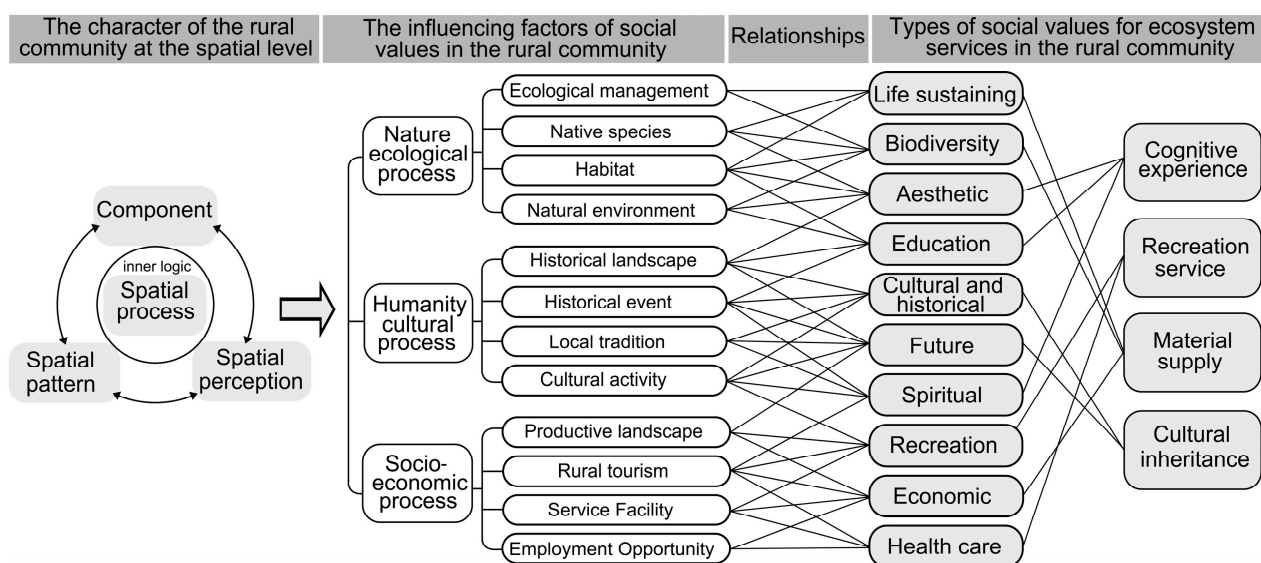 The character of the rural
community at the spatial level
The influencing factors of social
values in the rural community
Relationships
Types of social values for ecosystem
services in the rural community
Component
inner logic
Spatial
process
Spatial
pattern
Spatial
perception
Nature
ecological
process
Humanity
cultural
process
Socio-
economic
process
Ecological management
Native species
Habitat
Natural environment
Historical landscape
Historical event
Local tradition
Cultural activity
Productive landscape
Rural tourism
Service Facility
Employment Opportunity
Life sustaining
Biodiversity
Aesthetic
Education
Cultural and
historical
Future
Spiritual
Recreation
Economic
Health care
Cognitive
experience
Recreation
service
Material
supply
Cultural
inheritance